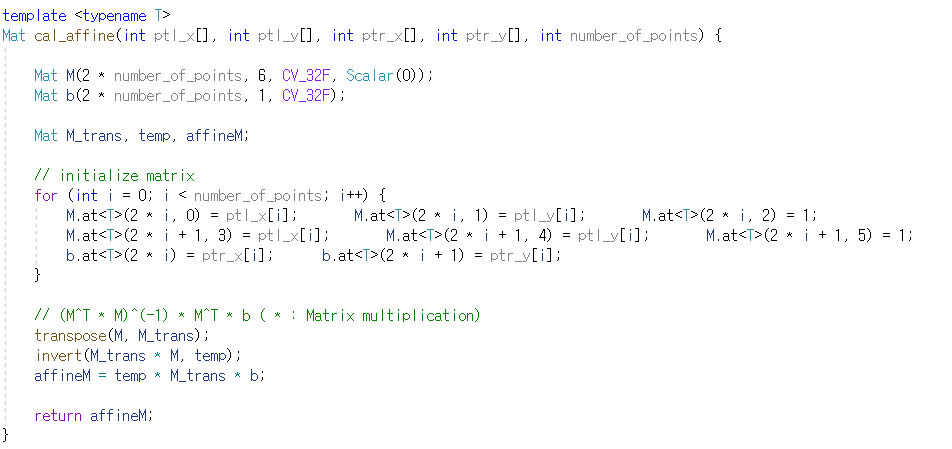 template <typename T>
Mat cal_affine(int ptl_x[], int ptl_y[], int ptr_x[], int ptr_y[], int number_of_points) {
Mat M(2 * number_of_points, 6, CV_32F, Scalar(0));
Mat b(2 * number_of_points, 1, CV_32F);
Mat M_trans, temp, affineM;
// initialize matrix
for (int i = 0; i < number_of_points; i++) {
M.at<T>(2 * i, 0) = ptl_x[i]; M.at<T>(2 * i, 1) = ptl_y[i]; M.at<T>(2 * i, 2) = 1;
M.at<T>(2 * i + 1, 3) = ptl_x[i]; M.at<T>(2 * i + 1, 4) = ptl_y[i]; M.at<T>(2 * i + 1, 5) = 1;
b.at<T>(2 * i) = ptr_x[i]; b.at<T>(2 * i + 1) = ptr_y[i];
}
// (M^T * M)^(-1) * M^T * b ( * : Matrix multiplication)
transpose(M, M_trans);
invert(M_trans * M, temp);
affineM = temp * M_trans * b;
return affineM;
}